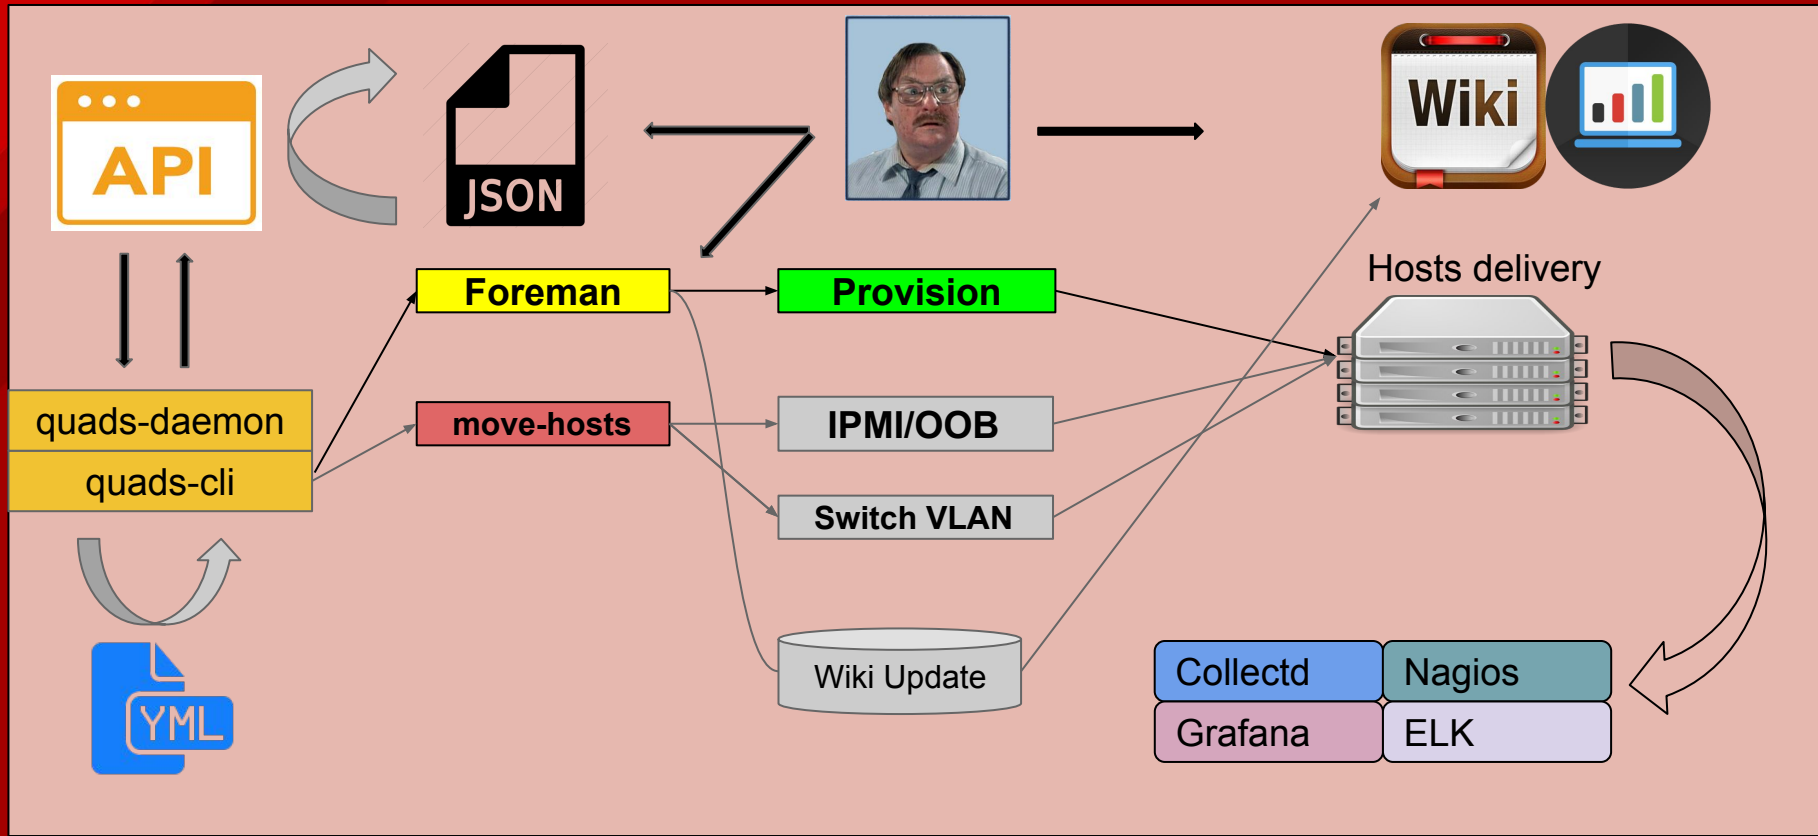 API
JSON
Wiki
Hosts delivery
Foreman
Provision
quads-daemon
quads-cli
move-hosts
IPMI/OOB
Switch VLAN
Wiki Update
YML
Collectd
Nagios
Grafana
ELK